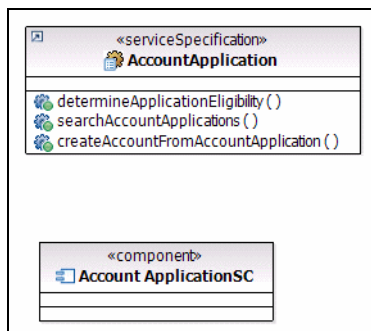 «serviceSpecification»
AccountApplication
determineApplicationEligibility ( )
searchAccountApplications ( )
createAccountFromAccountApplication ( )
«component»
Account ApplicationSC